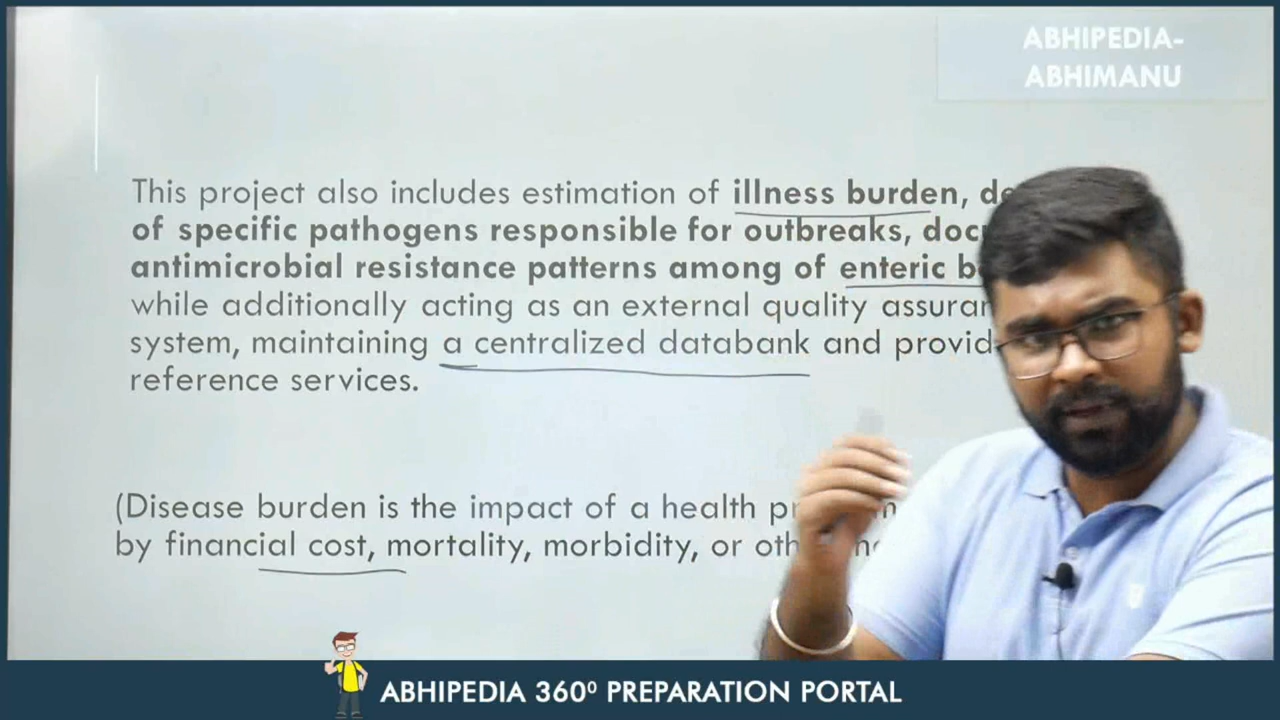 ABHIPEDIA-
ABHIMANU
This project also includes estimation of illness burden,
of specific pathogens responsible for outbreaks,
antimicrobial resistance patterns among of enteric
while additionally acting as an external quality
system, maintaining a centralized databank and
reference services.
(Disease burden is the impact of a health
by financial cost, mortality, morbidity, or
ABHIPEDIA 360⁰ PREPARATION PORTAL